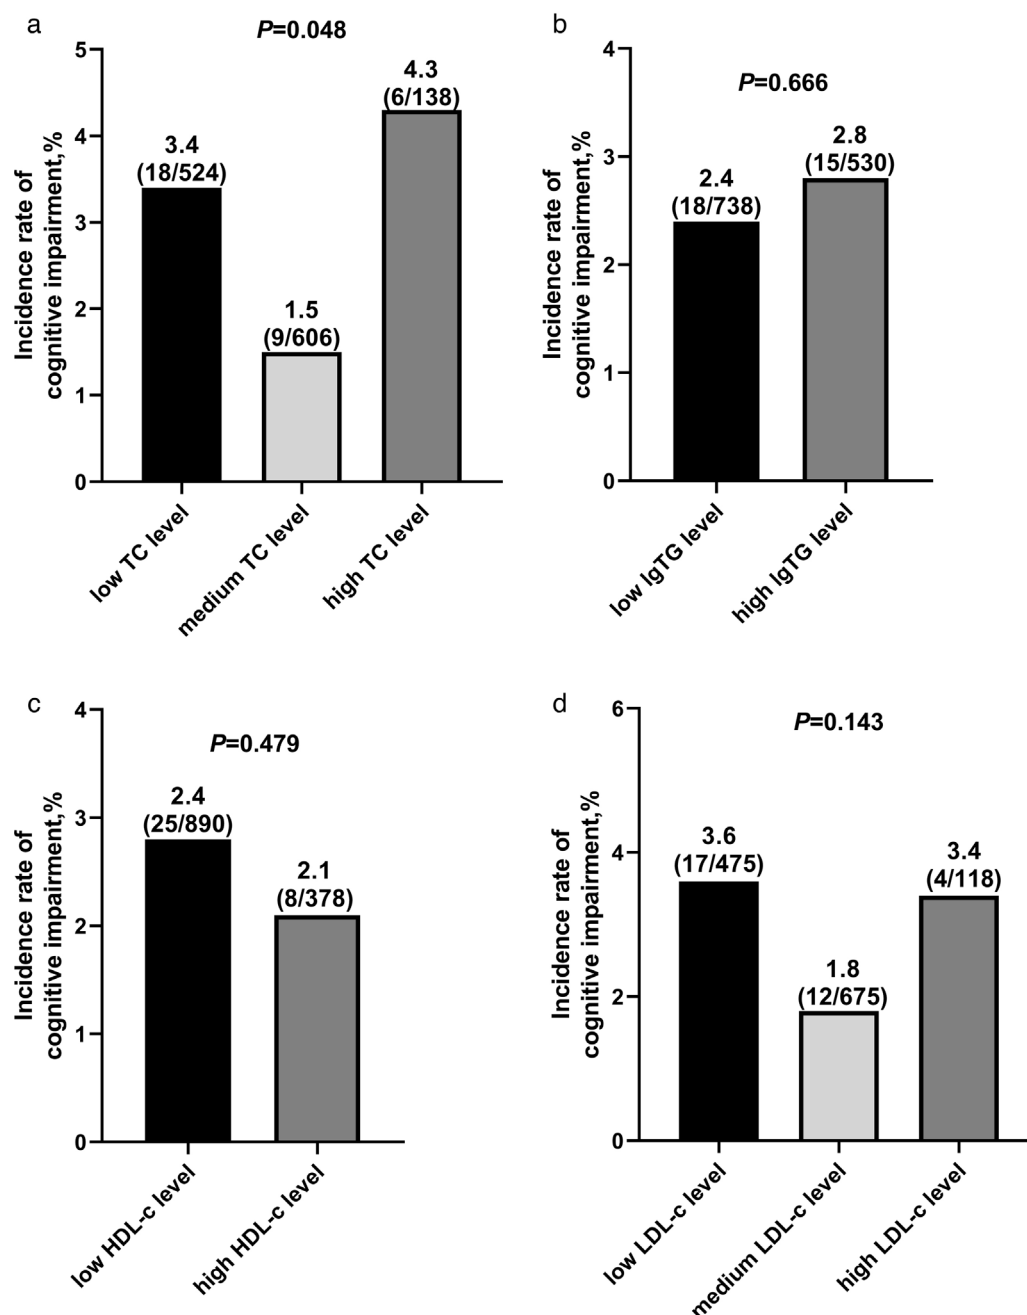 a
P=0.048
Incidence rate of
cognitive impairment,%
5
4
3
2
1
0
3.4
(18/524)
1.5
(9/606)
4.3
(6/138)
low TC level
medium TC level
high TC level
b
P=0.666
Incidence rate of
cognitive impairment,%
4
3
2
1
0
2.4
(18/738)
2.8
(15/530)
low lgTG level
high lgTG level
c
P=0.479
Incidence rate of
cognitive impairment,%
4
3
2
1
0
2.4
(25/890)
2.1
(8/378)
low HDL-c level
high HDL-c level
d
P=0.143
Incidence rate of
cognitive impairment,%
6
4
2
0
3.6
(17/475)
1.8
(12/675)
3.4
(4/118)
low LDL-c level
medium LDL-c level
high LDL-c level